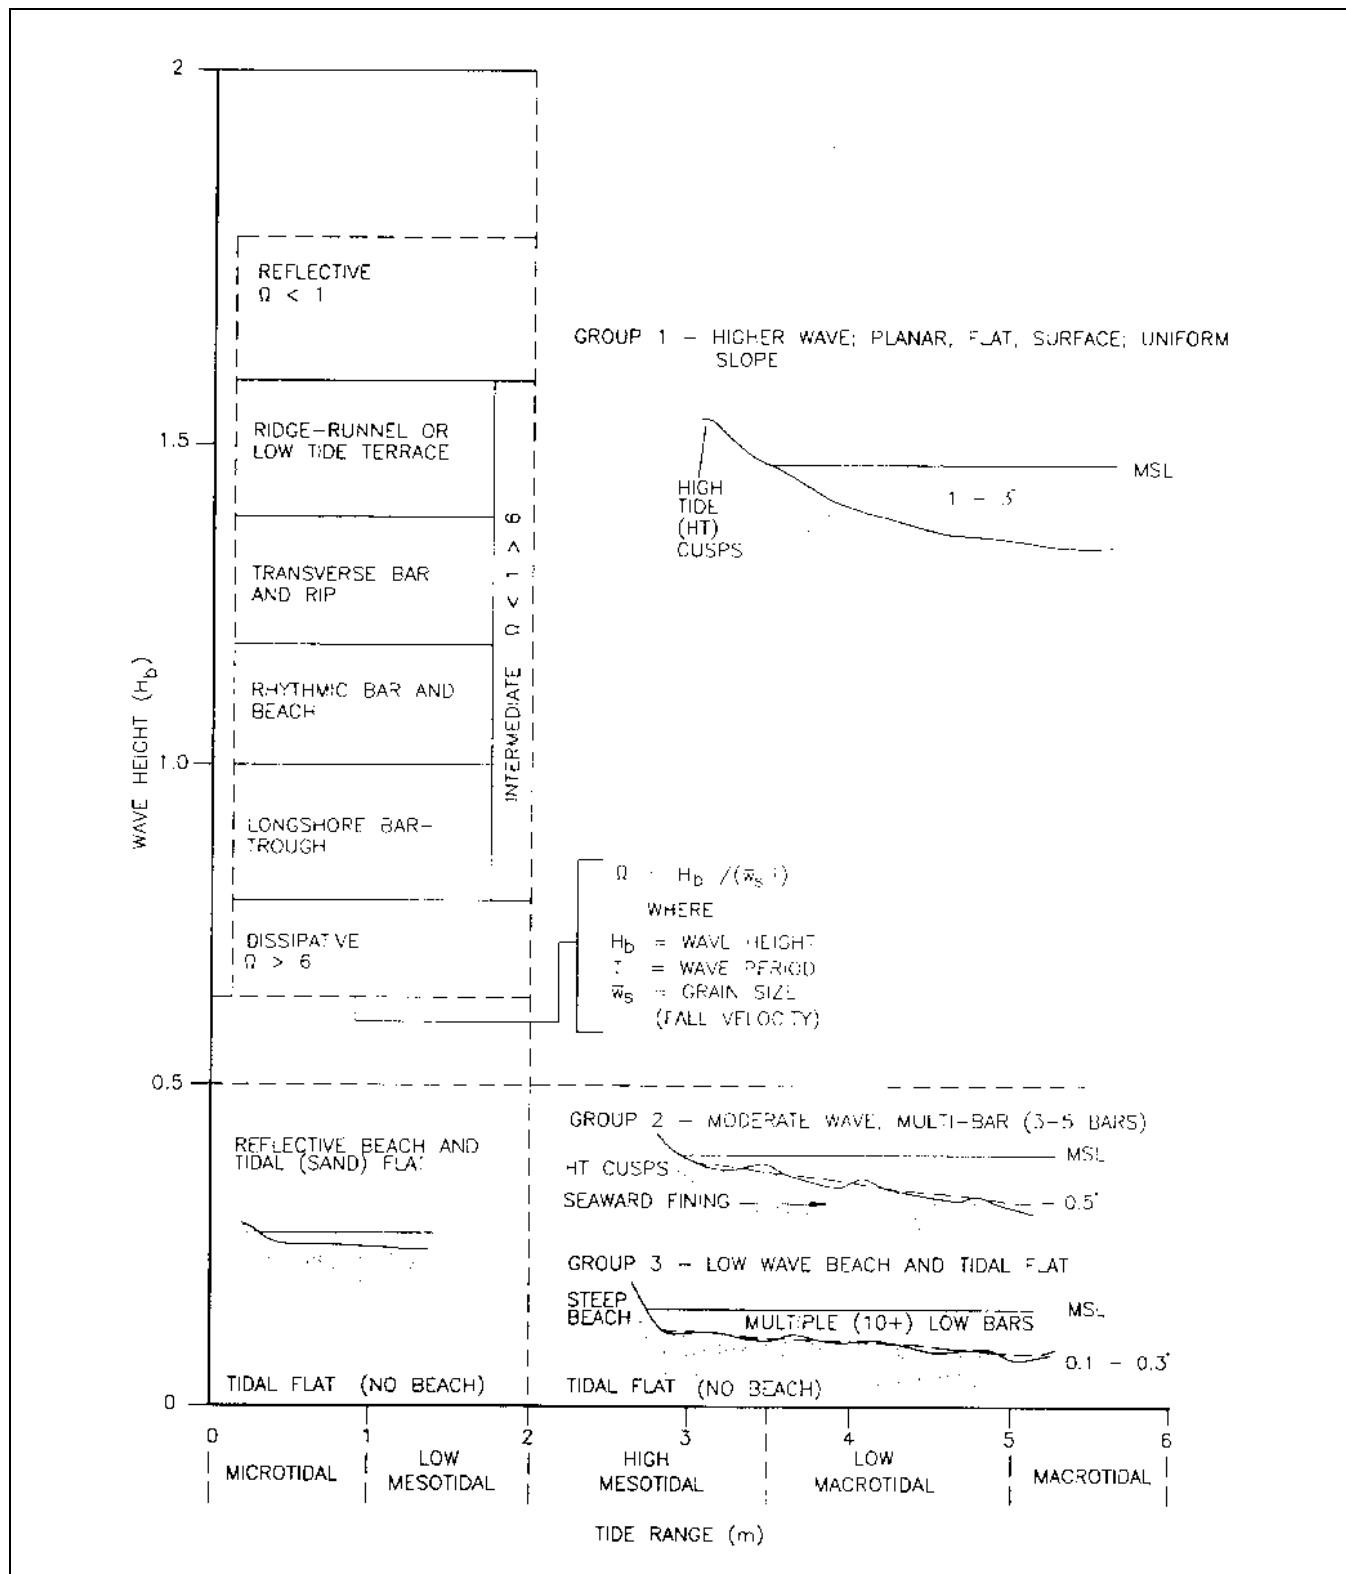 2
REFLECTIVE
Ω < 1
GROUP 1 – HIGHER WAVE; PLANAR, FLAT, SURFACE; UNIFORM
SLOPE
1.5
RIDGE–RUNNEL OR
LOW TIDE TERRACE
MSL
1 – 3°
HIGH
TIDE
(HT)
CUSPS
TRANSVERSE BAR
AND RIP
INTERMEDIATE Ω < 1 > 6
RHYTHMIC BAR AND
BEACH
WAVE HEIGHT (Hb)
1.0
LONGSHORE BAR–
TROUGH
Ω Hb /(w̅s )
WHERE
Hb = WAVE HEIGHT
T = WAVE PERIOD
w̅s = GRAIN SIZE
(FALL VELOCITY)
DISSIPATIVE
Ω > 6
0.5
REFLECTIVE BEACH AND
TIDAL (SAND) FLAT
GROUP 2 – MODERATE WAVE, MULTI-BAR (3–5 BARS)
MSL
HT CUSPS
SEAWARD FINING
0.5°
GROUP 3 – LOW WAVE BEACH AND TIDAL FLAT
STEEP
BEACH
MSL
MULTIPLE (10+) LOW BARS
0.1 – 0.3°
TIDAL FLAT (NO BEACH)
TIDAL FLAT (NO BEACH)
0
0 1 2 3 4 5 6
MICROTIDAL
LOW
MESOTIDAL
HIGH
MESOTIDAL
LOW
MACROTIDAL
MACROTIDAL
TIDE RANGE (m)